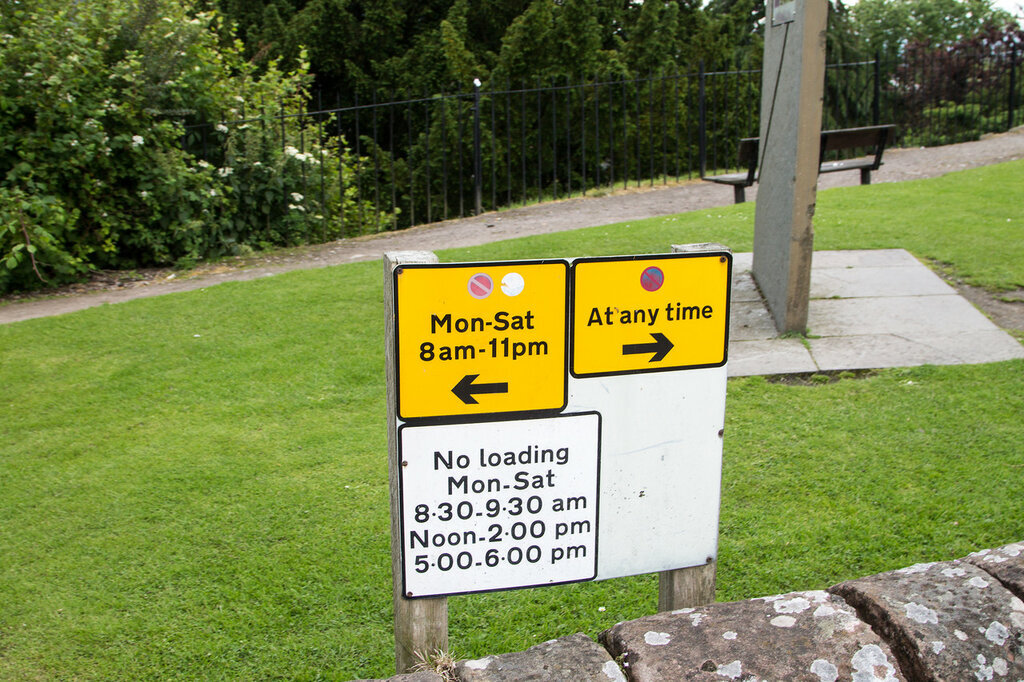 Mon-Sat
8am-11pm
At any time
No loading
Mon-Sat
8·30-9·30 am
Noon-2·00 pm
5·00-6·00 pm